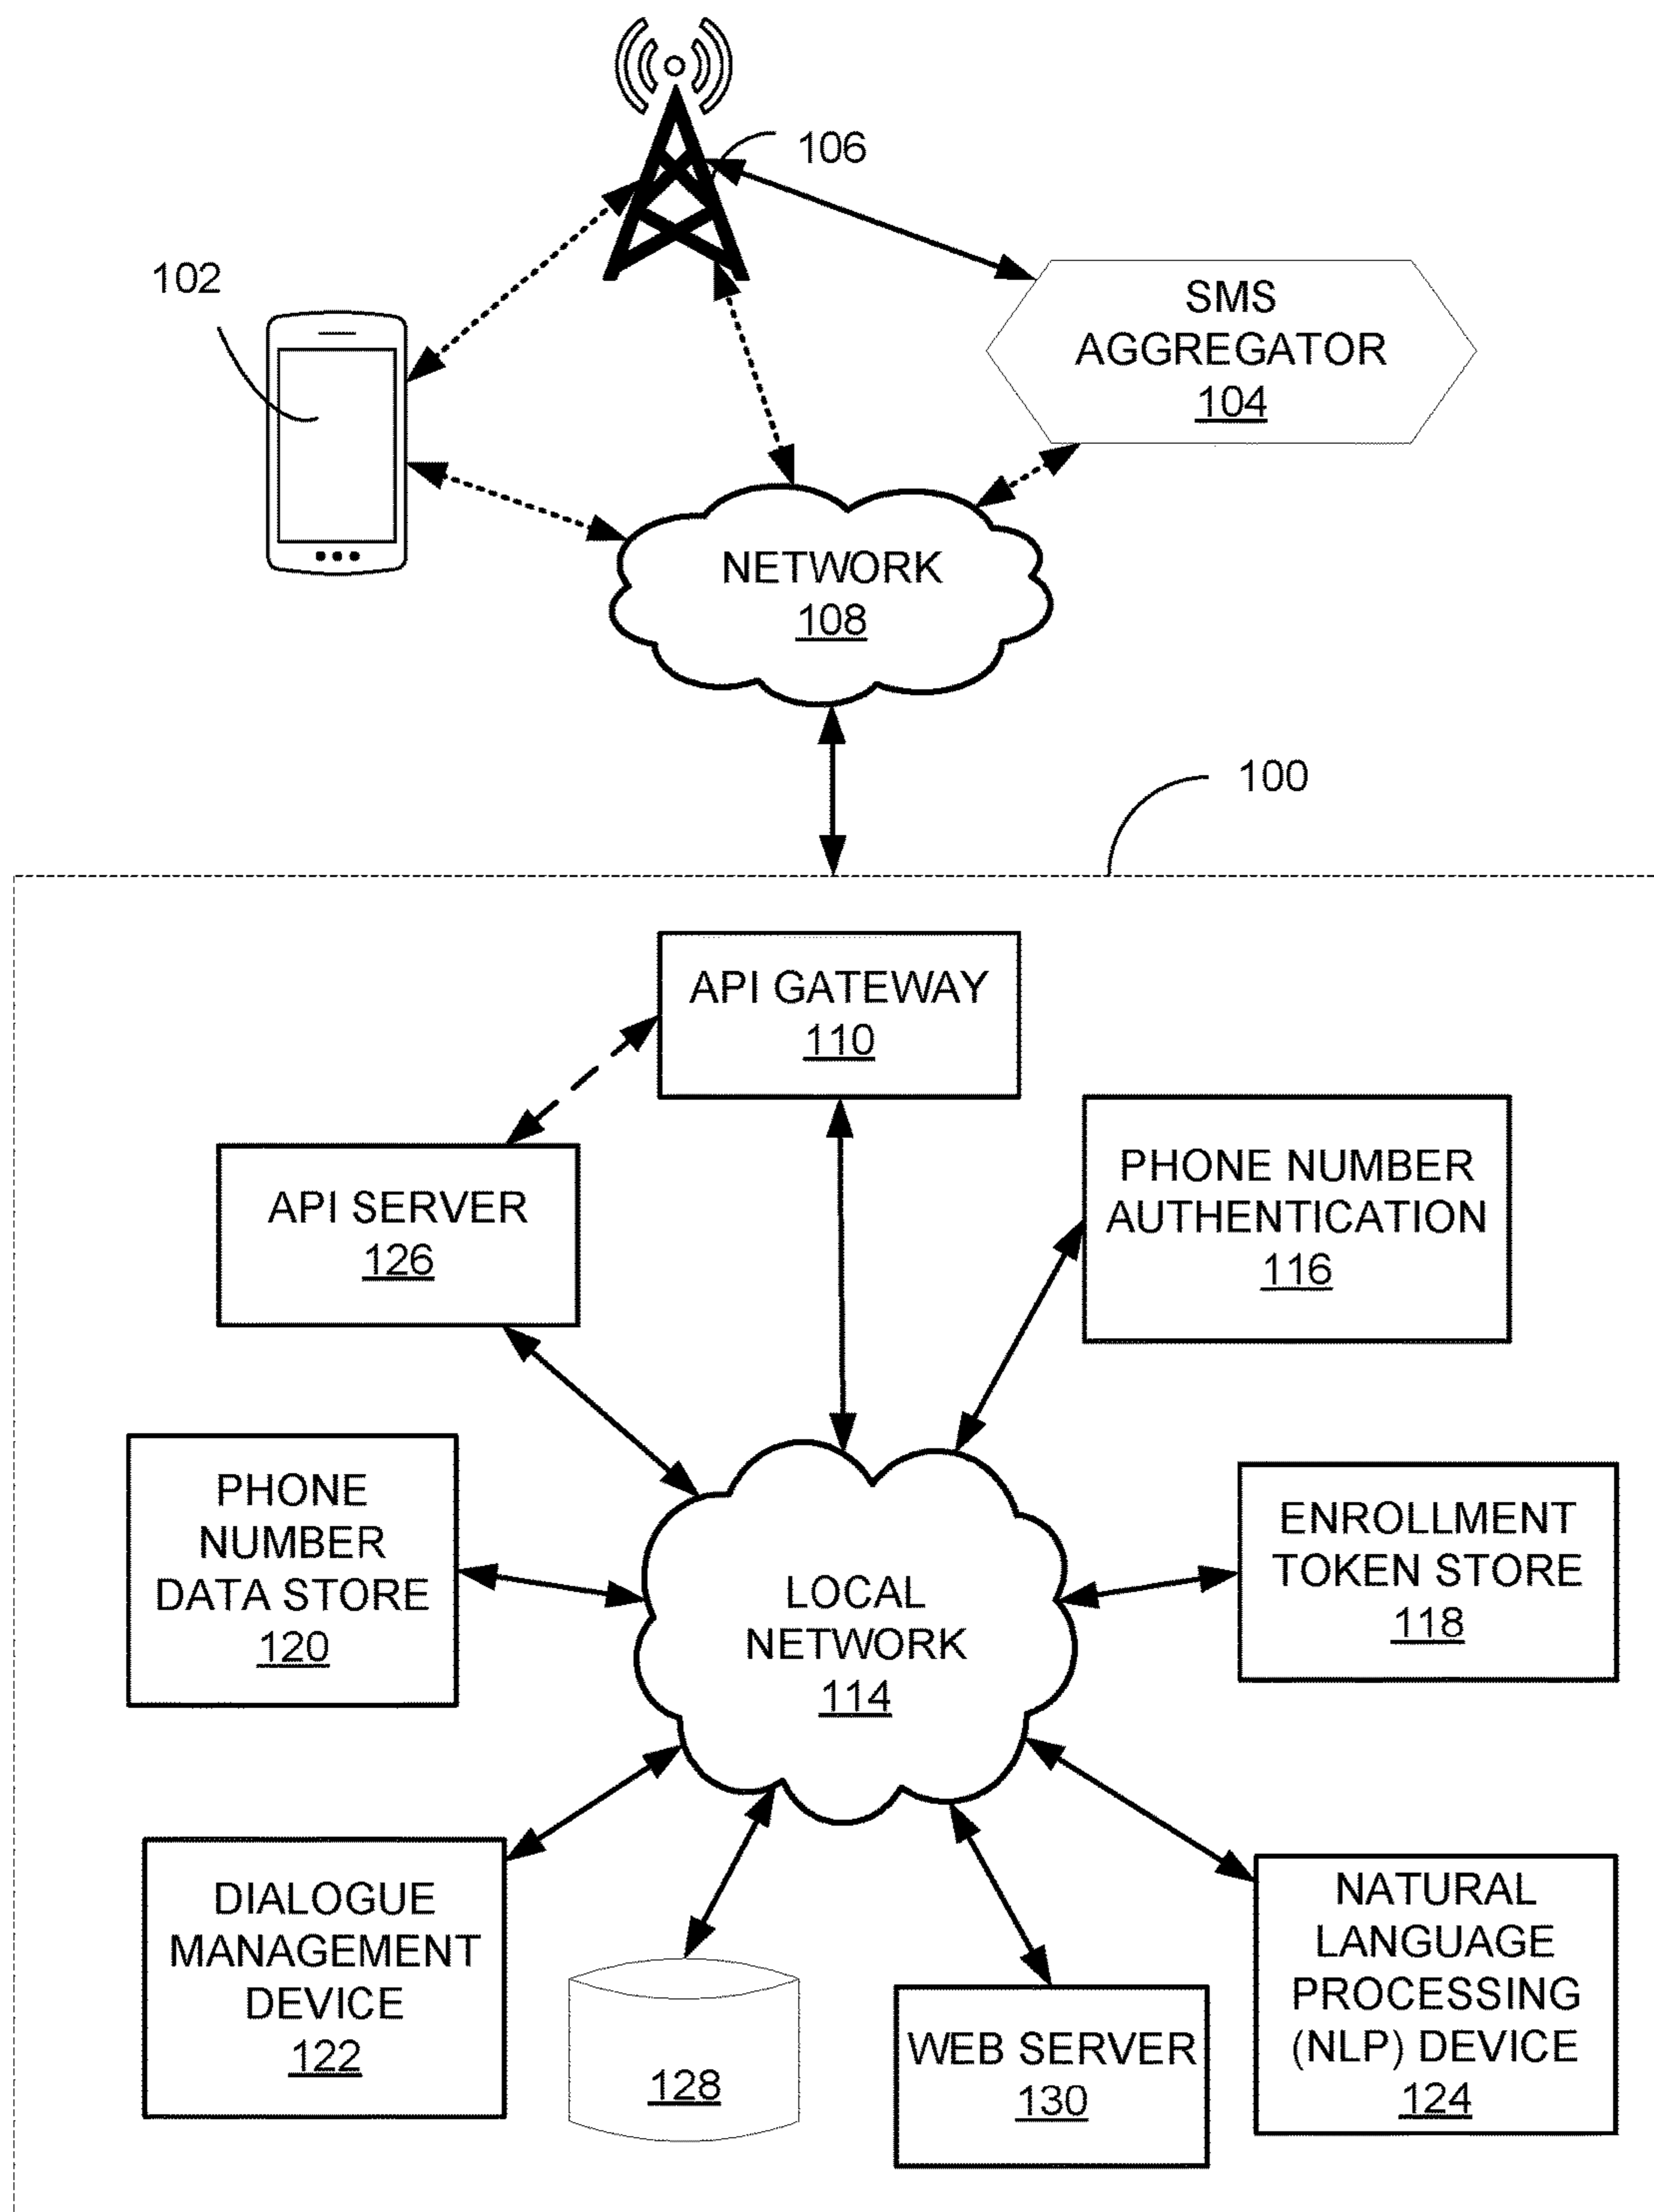 106
102
SMS
AGGREGATOR
104
NETWORK
108
100
API GATEWAY
110
PHONE NUMBER
AUTHENTICATION
116
API SERVER
126
PHONE
NUMBER
DATA STORE
120
ENROLLMENT
TOKEN STORE
118
LOCAL
NETWORK
114
DIALOGUE
MANAGEMENT
DEVICE
122
128
WEB SERVER
130
NATURAL
LANGUAGE
PROCESSING
(NLP) DEVICE
124